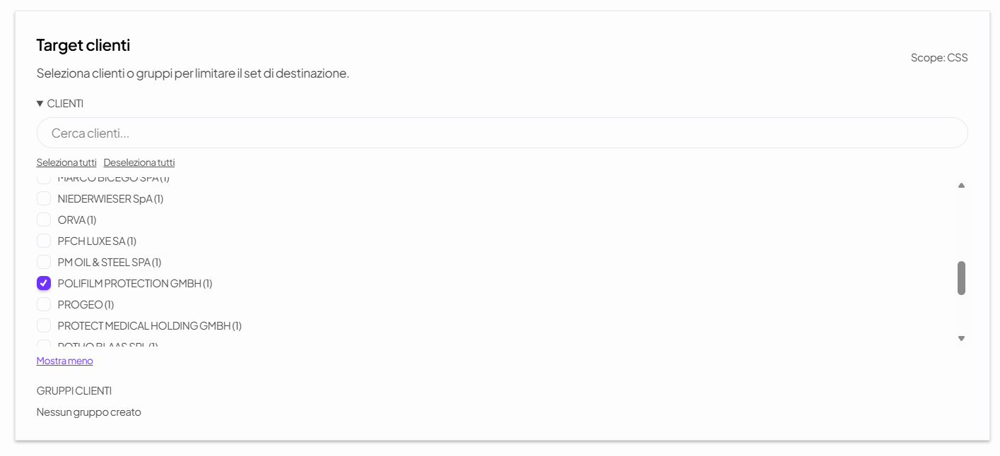 Target clienti
Scope: CSS
Seleziona clienti o gruppi per limitare il set di destinazione.
▼ CLIENTI
Cerca clienti...
Seleziona tutti Deseleziona tutti
MARCO BICEGO SPA (1)
NIEDERWIESER SpA (1)
ORVA (1)
PFCH LUXE SA (1)
PM OIL & STEEL SPA (1)
POLIFILM PROTECTION GMBH (1)
PROGEO (1)
PROTECT MEDICAL HOLDING GMBH (1)
ROTHO BLAAS SRL (1)
Mostra meno
GRUPPI CLIENTI
Nessun gruppo creato